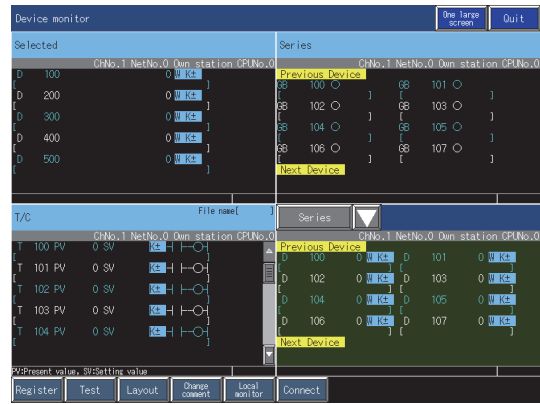 Device monitor
One large screen
Quit
Selected
ChNo.1 NetNo.0 Own station CPUNo.0
D 100 0 W K±
[ ]
D 200 0 W K±
[ ]
D 300 0 W K±
[ ]
D 400 0 W K±
[ ]
D 500 0 W K±
[ ]
Series
ChNo.1 NetNo.0 Own station CPUNo.0
Previous Device
GB 100 GB 101
[ ] [ ]
GB 102 GB 103
[ ] [ ]
GB 104 GB 105
[ ] [ ]
GB 106 GB 107
[ ] [ ]
Next Device
T/C File name[ ]
ChNo.1 NetNo.0 Own station CPUNo.0
T 100 PV 0 SV K±
[ ]
T 101 PV 0 SV K±
[ ]
T 102 PV 0 SV K±
[ ]
T 103 PV 0 SV K±
[ ]
T 104 PV 0 SV K±
[ ]
PV:Present value, SV:Setting value
Series
ChNo.1 NetNo.0 Own station CPUNo.0
Previous Device
D 100 0 W K± D 101 0 W K±
[ ] [ ]
D 102 0 W K± D 103 0 W K±
[ ] [ ]
D 104 0 W K± D 105 0 W K±
[ ] [ ]
D 106 0 W K± D 107 0 W K±
[ ] [ ]
Next Device
Register
Test
Layout
Change comment
Local monitor
Connect